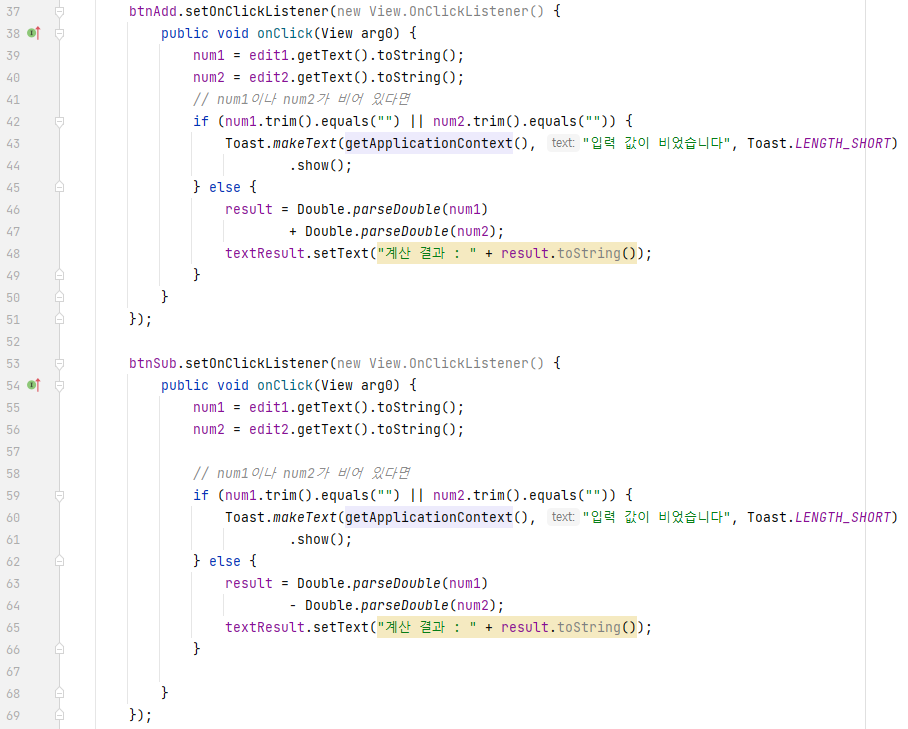 37 btnAdd.setOnClickListener(new View.OnClickListener() {
38 public void onClick(View arg0) {
39 num1 = edit1.getText().toString();
40 num2 = edit2.getText().toString();
41 // num1이나 num2가 비어 있다면
42 if (num1.trim().equals("") || num2.trim().equals("")) {
43 Toast.makeText(getApplicationContext(), text: "입력 값이 비었습니다", Toast.LENGTH_SHORT)
44 .show();
45 } else {
46 result = Double.parseDouble(num1)
47 + Double.parseDouble(num2);
48 textResult.setText("계산 결과 : " + result.toString());
49 }
50 }
51 });
52
53 btnSub.setOnClickListener(new View.OnClickListener() {
54 public void onClick(View arg0) {
55 num1 = edit1.getText().toString();
56 num2 = edit2.getText().toString();
57
58 // num1이나 num2가 비어 있다면
59 if (num1.trim().equals("") || num2.trim().equals("")) {
60 Toast.makeText(getApplicationContext(), text: "입력 값이 비었습니다", Toast.LENGTH_SHORT)
61 .show();
62 } else {
63 result = Double.parseDouble(num1)
64 - Double.parseDouble(num2);
65 textResult.setText("계산 결과 : " + result.toString());
66 }
67
68 }
69 });